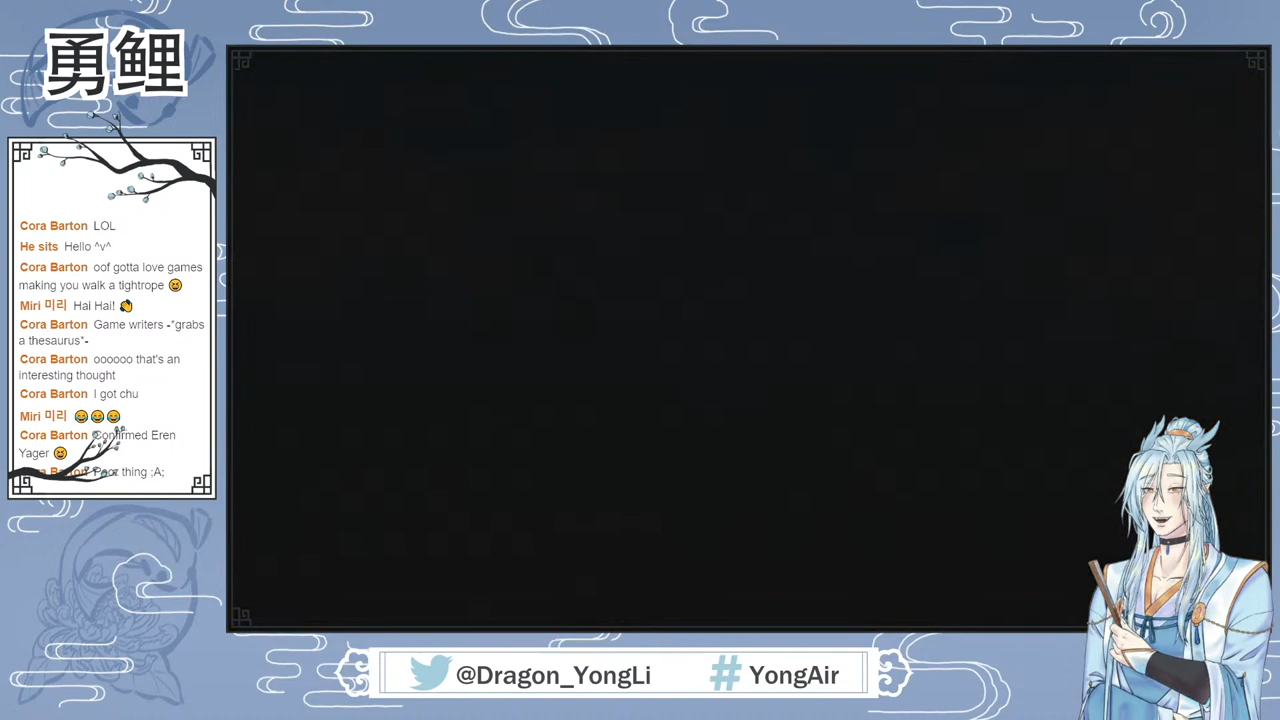 勇鲤
Cora Barton LOL
He sits Hello ^v^
Cora Barton oof gotta love games
making you walk a tightrope 😆
Miri 미리 Hai Hai! 👏
Cora Barton Game writers -*grabs
a thesaurus*-
Cora Barton oooooo that's an
interesting thought
Cora Barton I got chu
Miri 미리 😂😂😂
Cora Barton Confirmed Eren
Yager 😆
Cora Barton Poor thing ;A;
@Dragon_YongLi
# YongAir